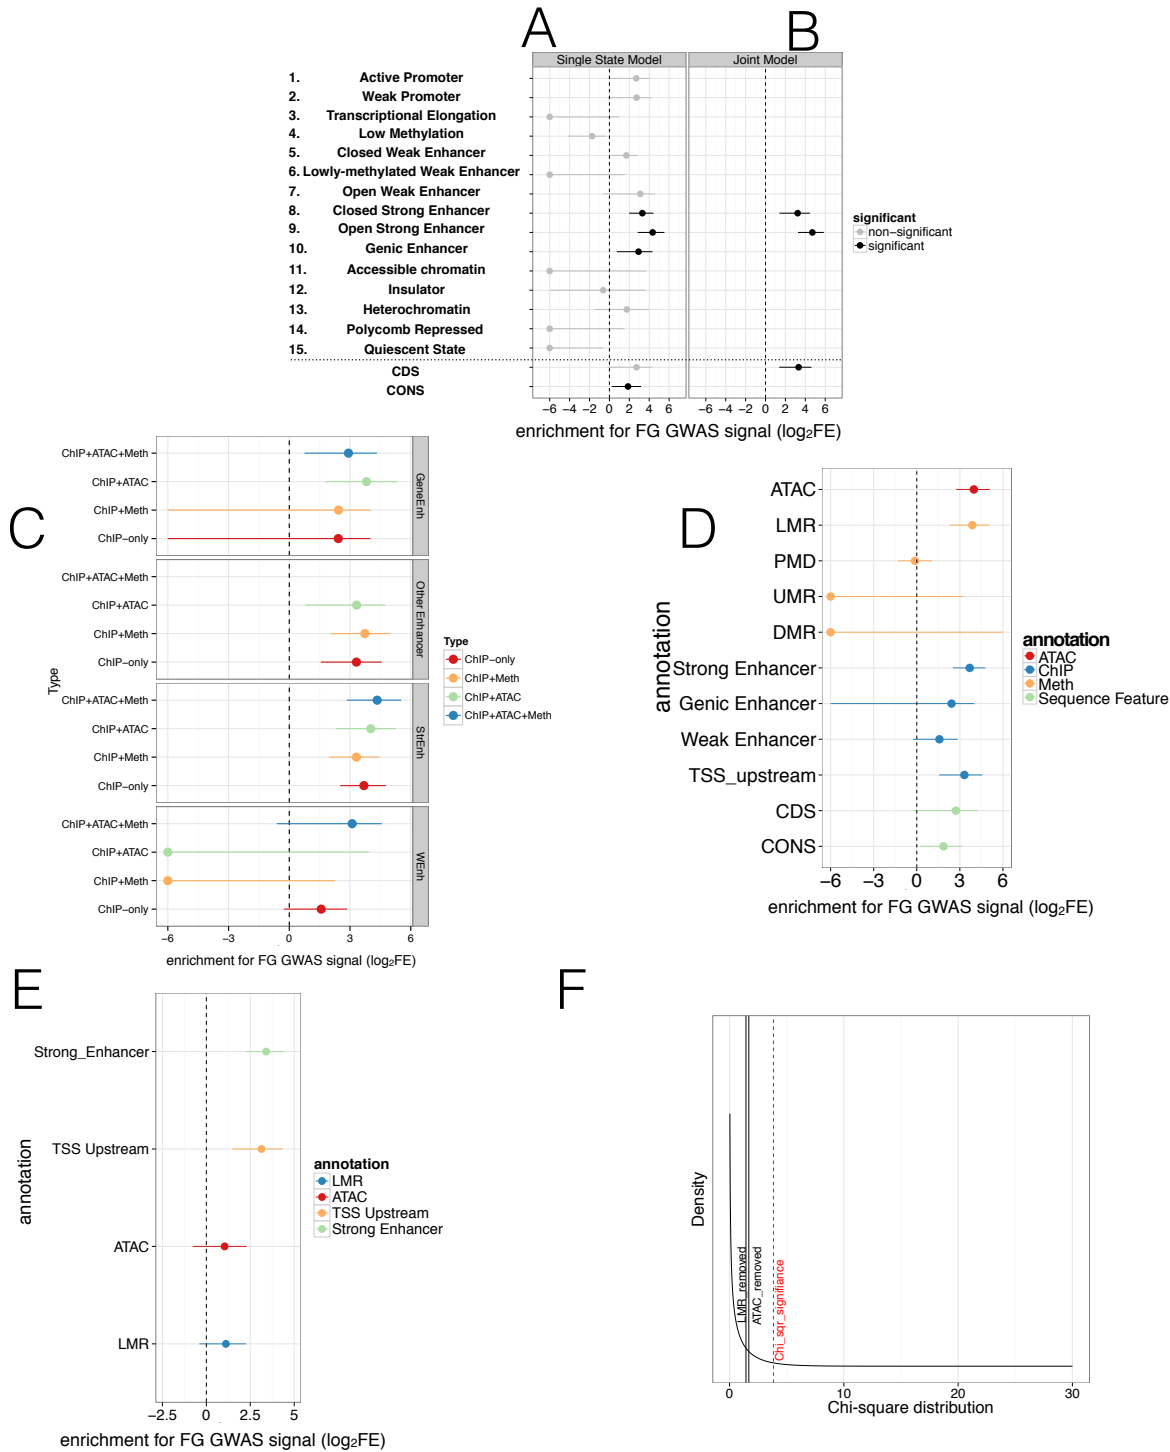 A
B
Single State Model
Joint Model
1. Active Promoter
2. Weak Promoter
3. Transcriptional Elongation
4. Low Methylation
5. Closed Weak Enhancer
6. Lowly-methylated Weak Enhancer
7. Open Weak Enhancer
8. Closed Strong Enhancer
9. Open Strong Enhancer
10. Genic Enhancer
11. Accessible chromatin
12. Insulator
13. Heterochromatin
14. Polycomb Repressed
15. Quiescent State
CDS
CONS
significant
non−significant
significant
−6 −4 −2 0 2 4 6
−6 −4 −2 0 2 4 6
enrichment for FG GWAS signal (log₂FE)
C
Type
ChIP+ATAC+Meth
ChIP+ATAC
ChIP+Meth
ChIP−only
GeneEnh
ChIP+ATAC+Meth
ChIP+ATAC
ChIP+Meth
ChIP−only
Other Enhancer
ChIP+ATAC+Meth
ChIP+ATAC
ChIP+Meth
ChIP−only
StrEnh
ChIP+ATAC+Meth
ChIP+ATAC
ChIP+Meth
ChIP−only
WEnh
−6 −3 0 3 6
enrichment for FG GWAS signal (log₂FE)
Type
ChIP−only
ChIP+Meth
ChIP+ATAC
ChIP+ATAC+Meth
D
annotation
ATAC
LMR
PMD
UMR
DMR
Strong Enhancer
Genic Enhancer
Weak Enhancer
TSS_upstream
CDS
CONS
−6 −3 0 3 6
enrichment for FG GWAS signal (log₂FE)
annotation
ATAC
ChIP
Meth
Sequence Feature
E
annotation
Strong_Enhancer
TSS Upstream
ATAC
LMR
−2.5 0 2.5 5
enrichment for FG GWAS signal (log₂FE)
annotation
LMR
ATAC
TSS Upstream
Strong Enhancer
F
Density
LMR_removed
ATAC_removed
Chi_sqr_signifiance
0 10 20 30
Chi−square distribution